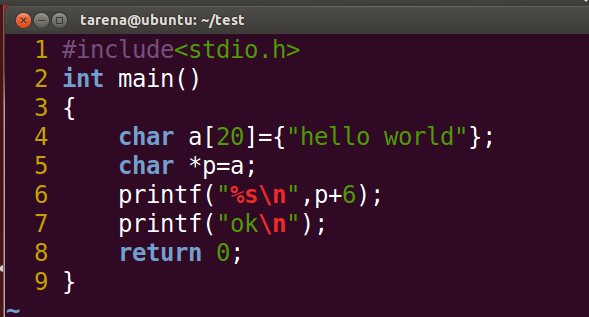 tarena@ubuntu: ~/test
1 #include<stdio.h>
2 int main()
3 {
4     char a[20]={"hello world"};
5     char *p=a;
6     printf("%s\n",p+6);
7     printf("ok\n");
8     return 0;
9 }
~